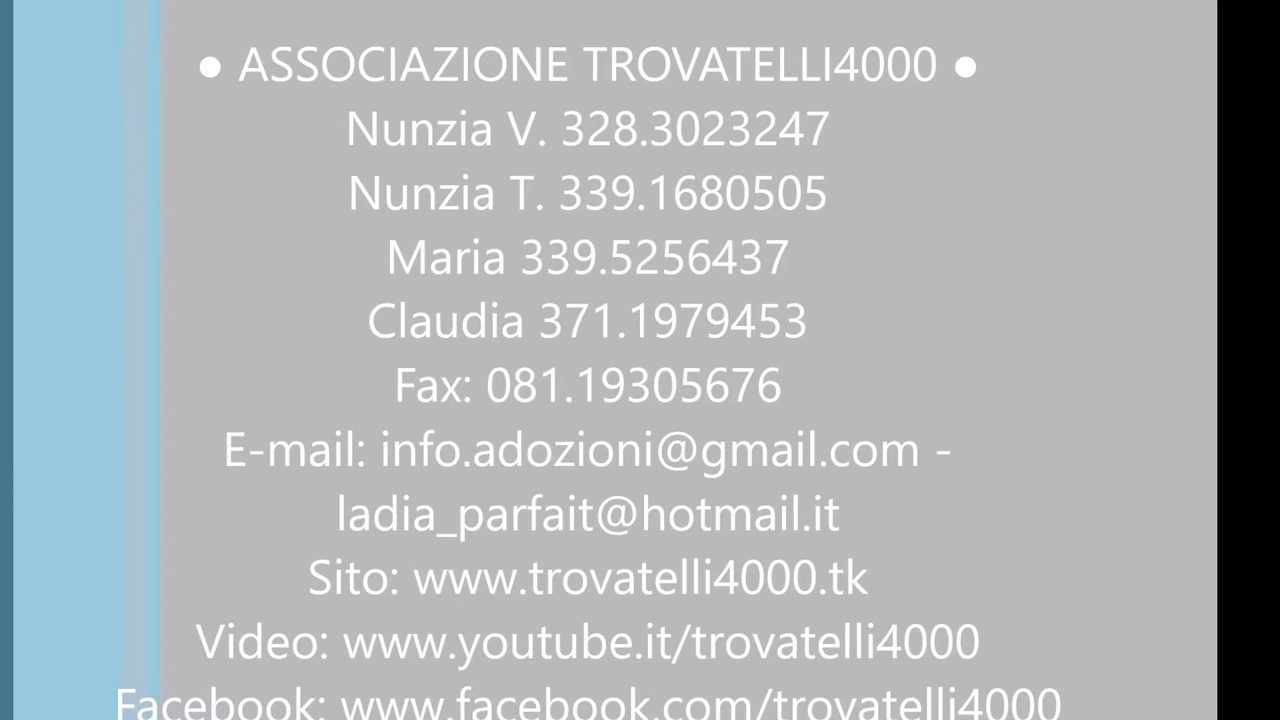 ● ASSOCIAZIONE TROVATELLI4000 ●
Nunzia V. 328.3023247
Nunzia T. 339.1680505
Maria 339.5256437
Claudia 371.1979453
Fax: 081.19305676
E-mail: info.adozioni@gmail.com -
ladia_parfait@hotmail.it
Sito: www.trovatelli4000.tk
Video: www.youtube.it/trovatelli4000
Facebook: www.facebook.com/trovatelli4000